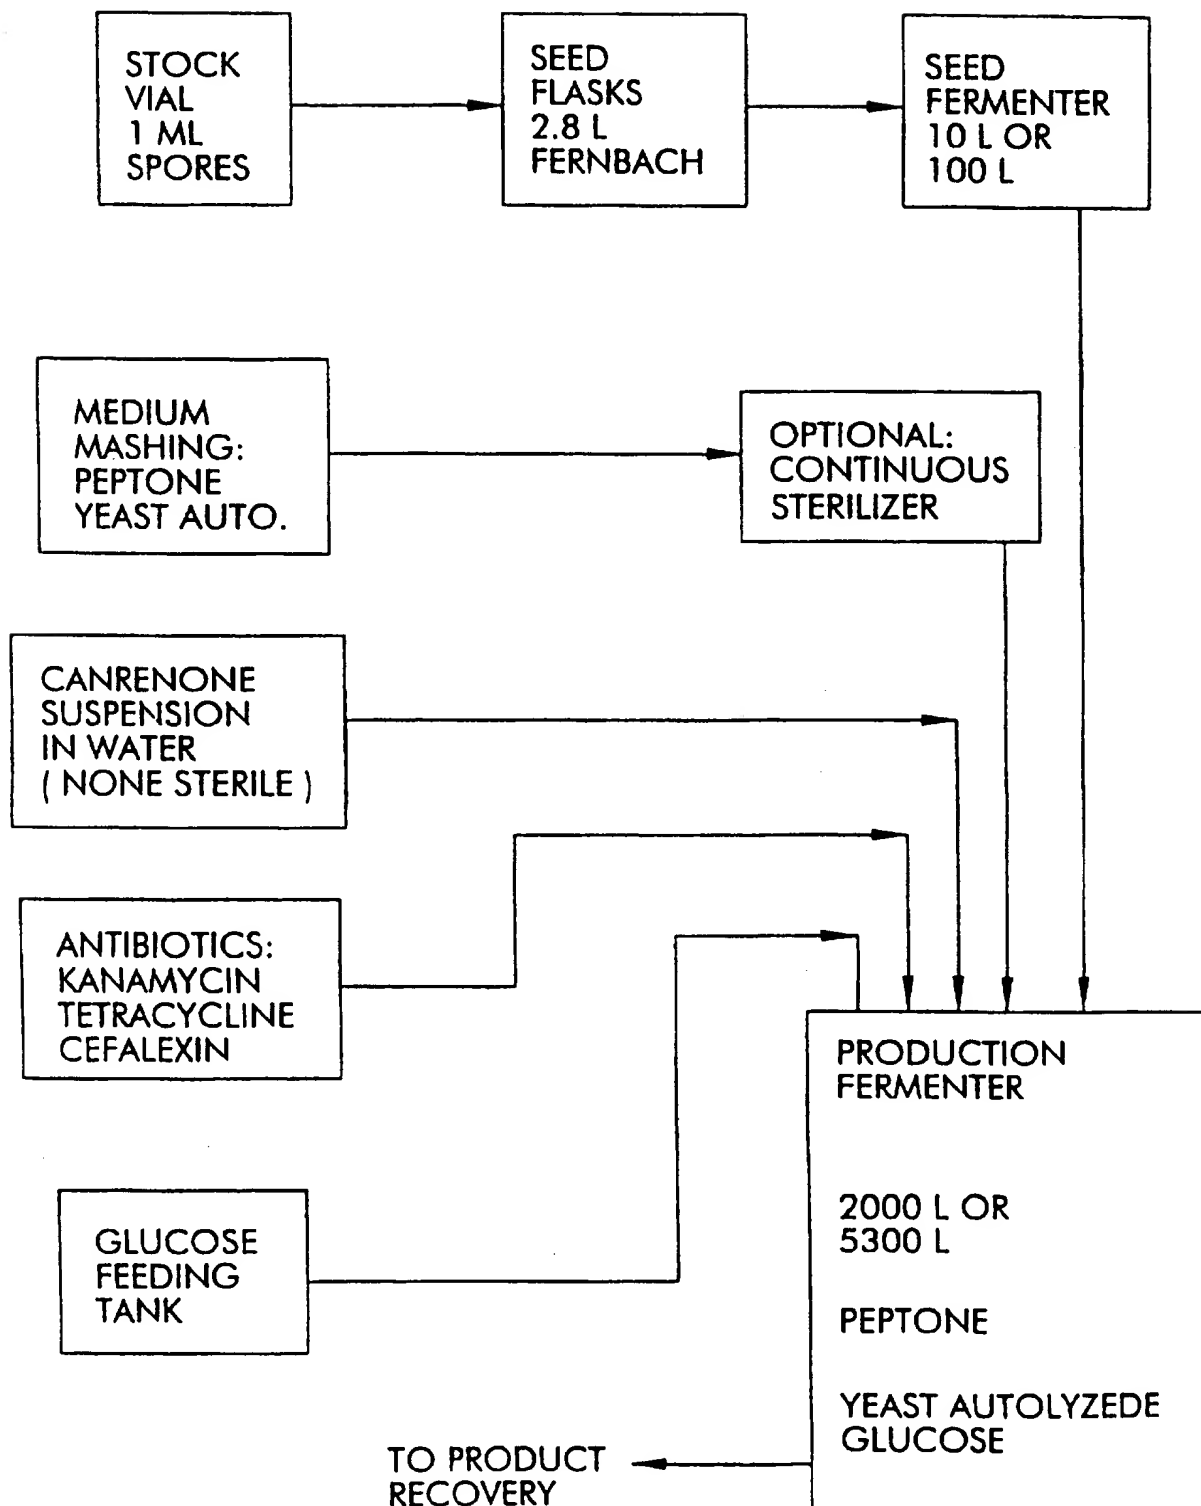 STOCK
VIAL
1 ML
SPORES
SEED
FLASKS
2.8 L
FERNBACH
SEED
FERMENTER
10 L OR
100 L
MEDIUM
MASHING:
PEPTONE
YEAST AUTO.
OPTIONAL:
CONTINUOUS
STERILIZER
CANRENONE
SUSPENSION
IN WATER
( NONE STERILE )
ANTIBIOTICS:
KANAMYCIN
TETRACYCLINE
CEFALEXIN
GLUCOSE
FEEDING
TANK
PRODUCTION
FERMENTER
2000 L OR
5300 L
PEPTONE
YEAST AUTOLYZEDE
GLUCOSE
TO PRODUCT
RECOVERY